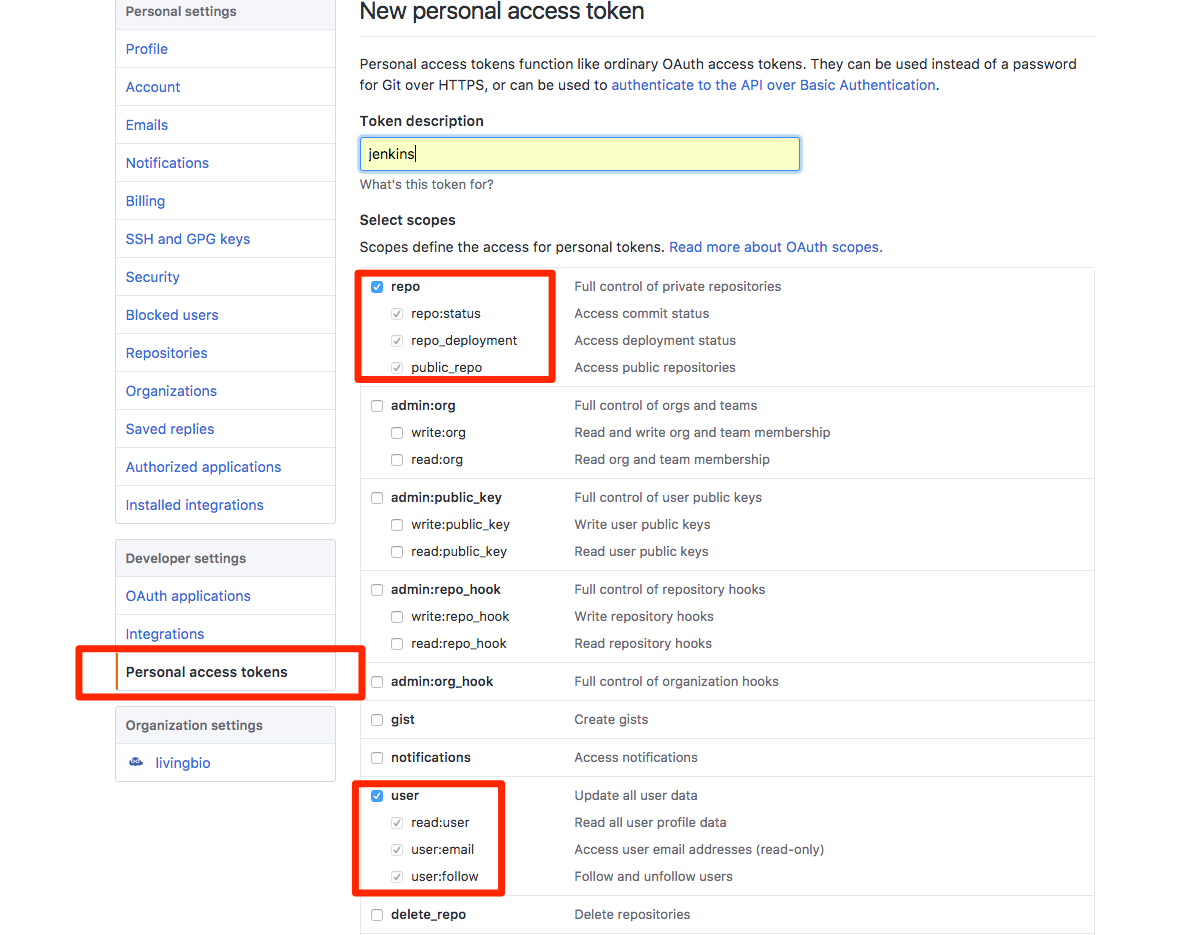 Personal settings
Profile
Account
Emails
Notifications
Billing
SSH and GPG keys
Security
Blocked users
Repositories
Organizations
Saved replies
Authorized applications
Installed integrations
Developer settings
OAuth applications
Integrations
Personal access tokens
Organization settings
livingbio
New personal access token
Personal access tokens function like ordinary OAuth access tokens. They can be used instead of a password
for Git over HTTPS, or can be used to authenticate to the API over Basic Authentication.
Token description
jenkins
What's this token for?
Select scopes
Scopes define the access for personal tokens. Read more about OAuth scopes.
repo Full control of private repositories
repo:status Access commit status
repo_deployment Access deployment status
public_repo Access public repositories
admin:org Full control of orgs and teams
write:org Read and write org and team membership
read:org Read org and team membership
admin:public_key Full control of user public keys
write:public_key Write user public keys
read:public_key Read user public keys
admin:repo_hook Full control of repository hooks
write:repo_hook Write repository hooks
read:repo_hook Read repository hooks
admin:org_hook Full control of organization hooks
gist Create gists
notifications Access notifications
user Update all user data
read:user Read all user profile data
user:email Access user email addresses (read-only)
user:follow Follow and unfollow users
delete_repo Delete repositories